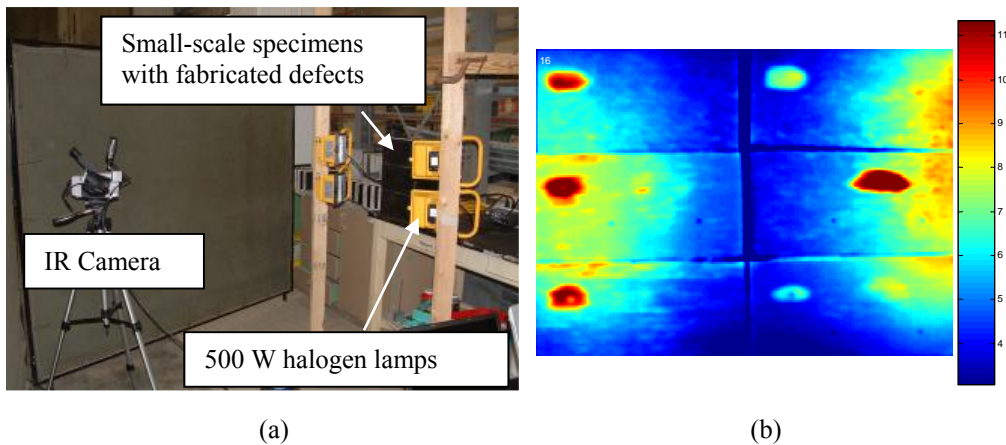 Small-scale specimens
with fabricated defects
IR Camera
500 W halogen lamps
(a)
16
11
10
9
8
7
6
5
4
(b)